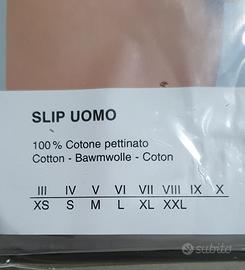 SLIP UOMO
100% Cotone pettinato
Cotton - Bawmwolle - Coton
III IV V VI VII VIII IX X
XS S M L XL XXL
subito